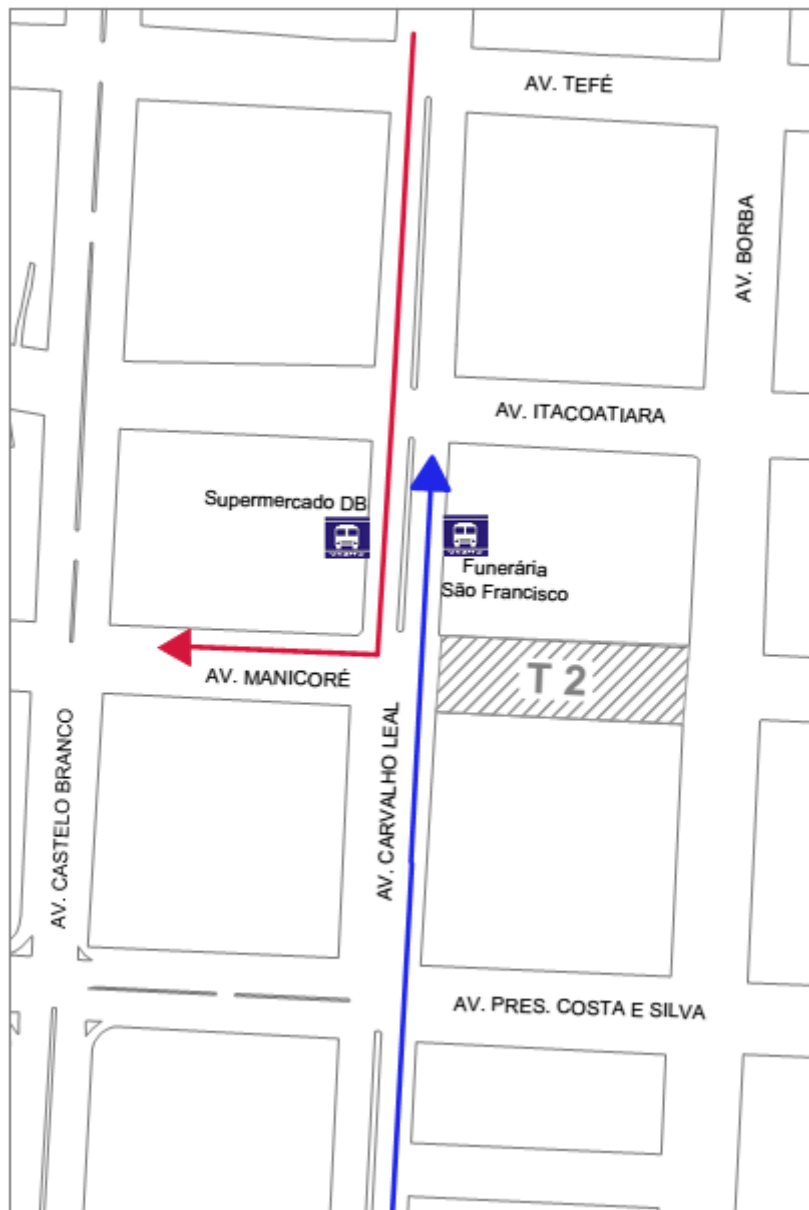 AV. TEFÉ
AV. BORBA
AV. ITACOATIARA
Supermercado DB
Funerária
São Francisco
T 2
AV. MANICORÉ
AV. CASTELO BRANCO
AV. CARVALHO LEAL
AV. PRES. COSTA E SILVA